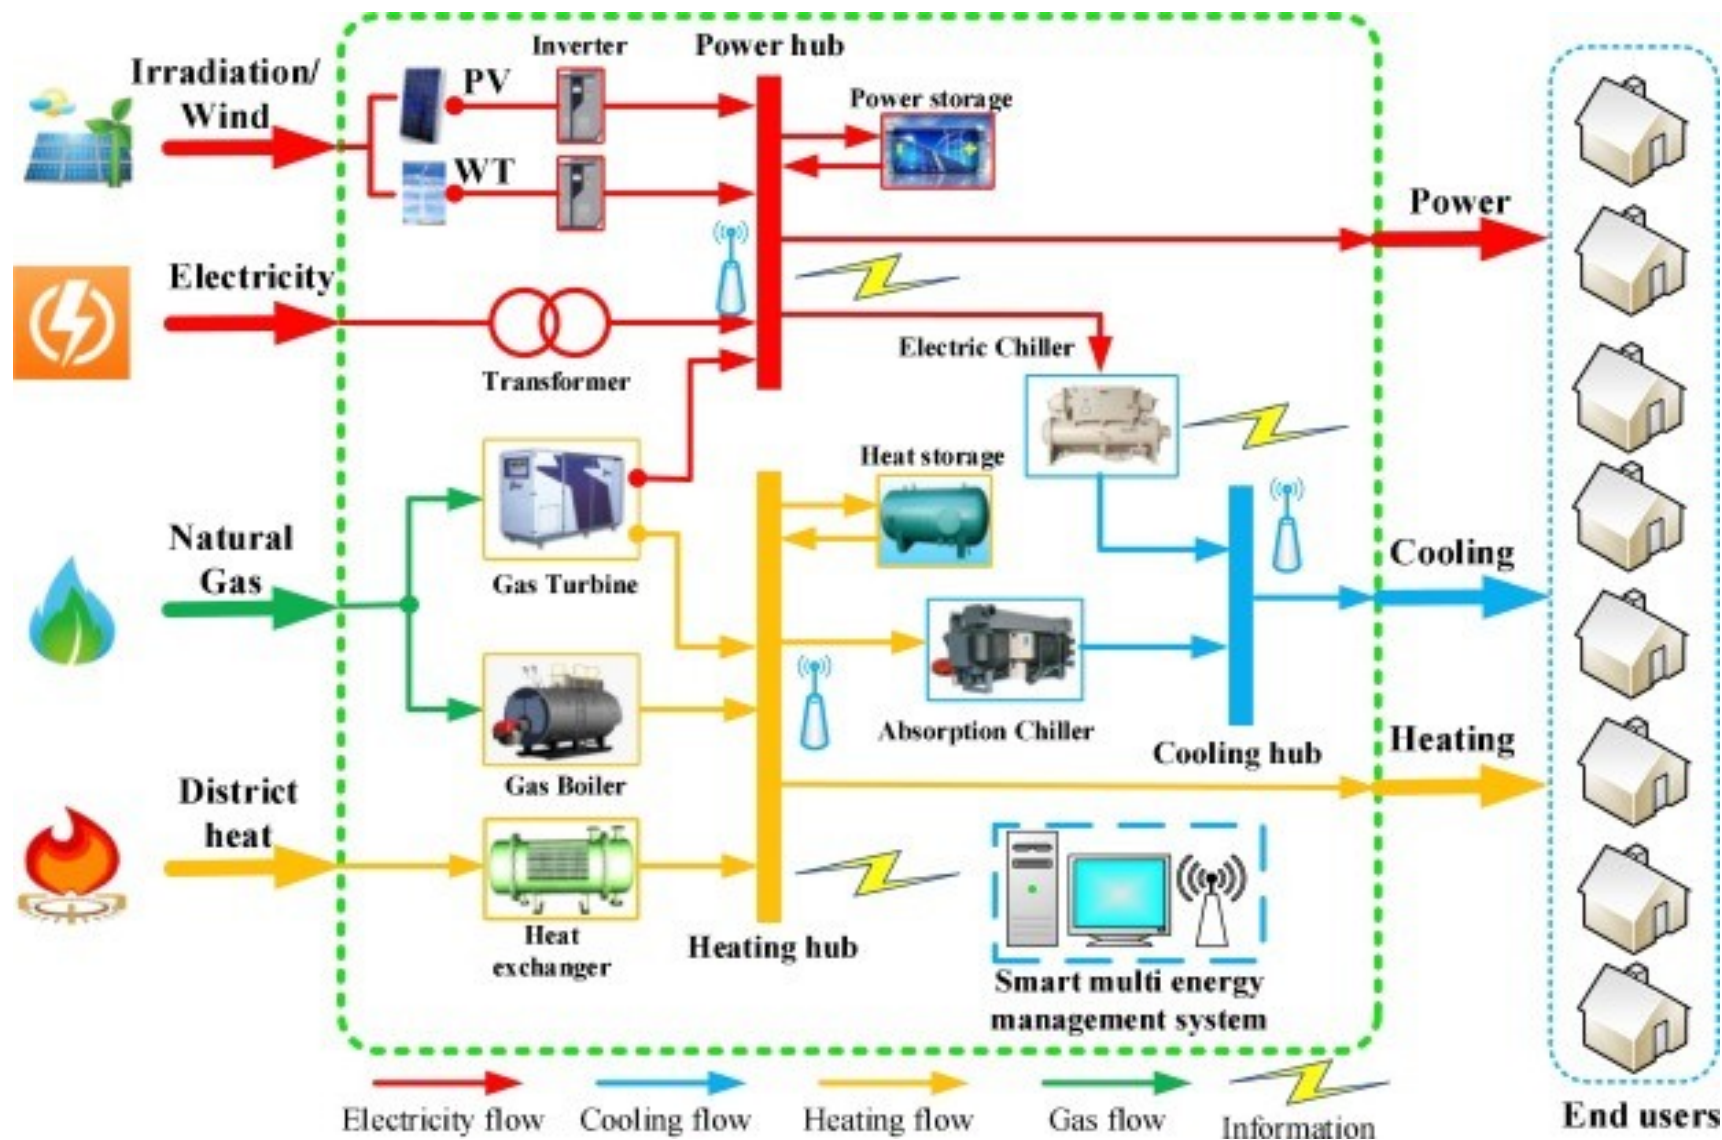 Irradiation/
Wind
PV
Inverter
WT
Power hub
Power storage
Power
Electricity
Transformer
Electric Chiller
Natural
Gas
Gas Turbine
Heat storage
Cooling
Gas Boiler
Absorption Chiller
Cooling hub
Heating
District
heat
Heat
exchanger
Heating hub
Smart multi energy
management system
Electricity flow
Cooling flow
Heating flow
Gas flow
Information
End users